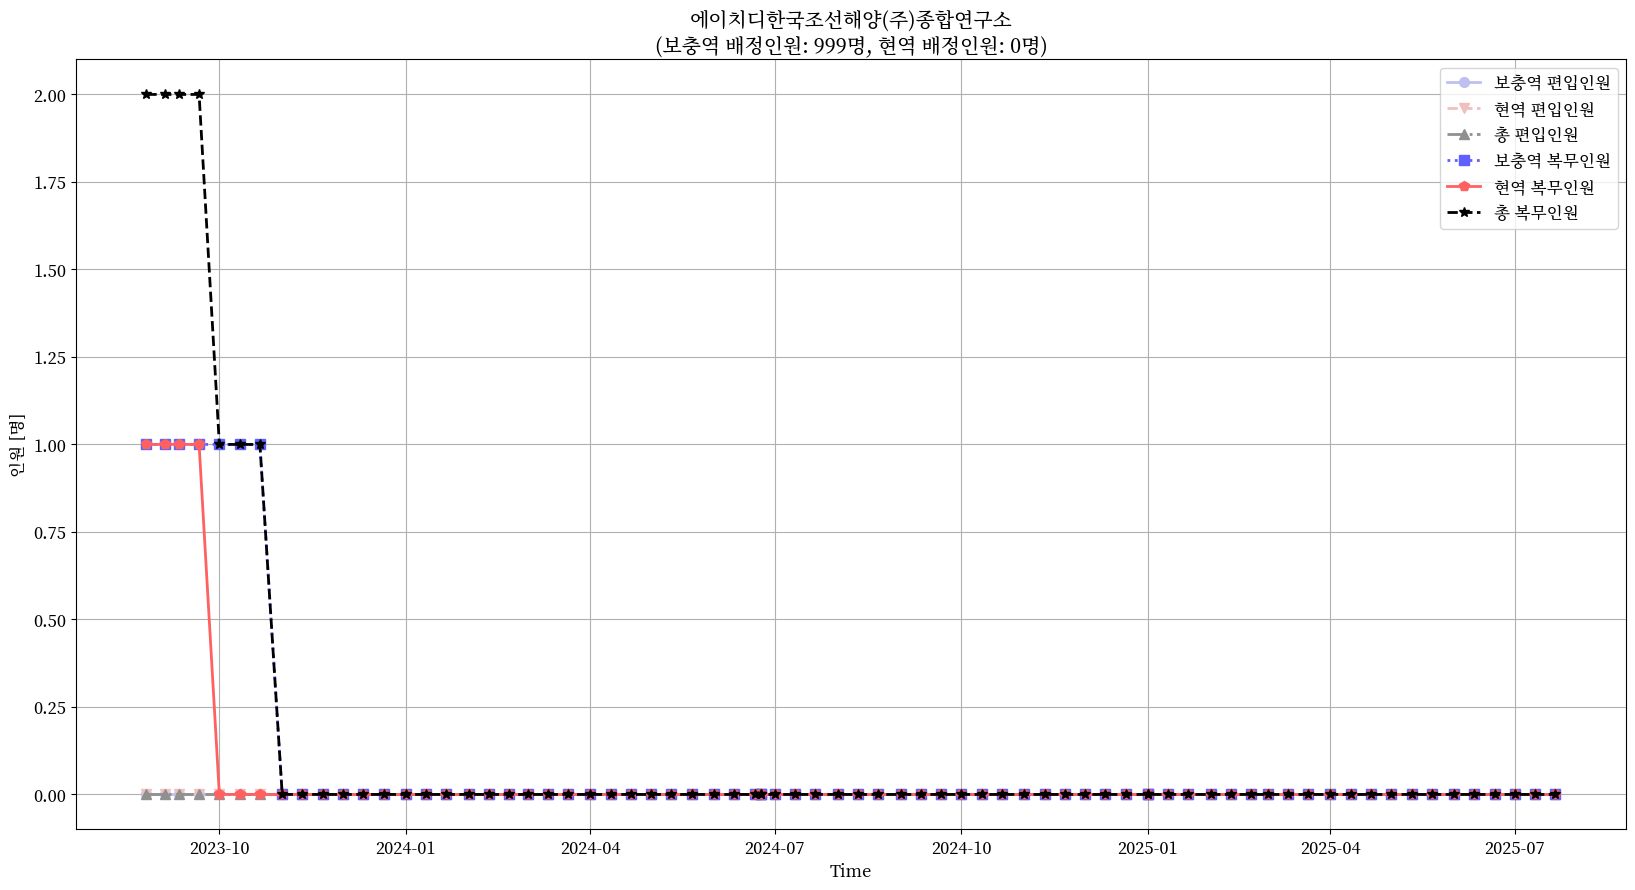 에이치디한국조선해양(주)종합연구소
(보충역 배정인원: 999명, 현역 배정인원: 0명)
보충역 편입인원
현역 편입인원
총 편입인원
보충역 복무인원
현역 복무인원
총 복무인원
2.00
1.75
1.50
1.25
1.00
0.75
0.50
0.25
0.00
인원 [명]
2023-10
2024-01
2024-04
2024-07
2024-10
2025-01
2025-04
2025-07
Time